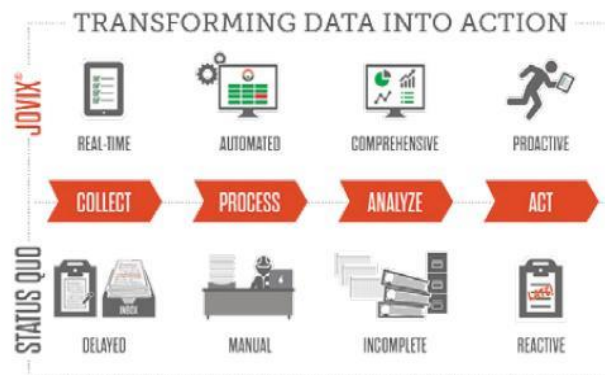 TRANSFORMING DATA INTO ACTION
JOVIX®
REAL-TIME
AUTOMATED
COMPREHENSIVE
PROACTIVE
COLLECT
PROCESS
ANALYZE
ACT
STATUS QUO
INBOX
DELAYED
MANUAL
INCOMPLETE
REACTIVE